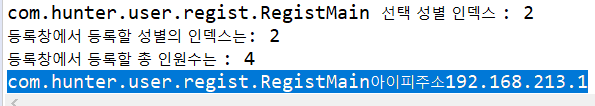 com.hunter.user.regist.RegistMain 선택 성별 인덱스 : 2
등록창에서 등록할 성별의 인덱스는: 2
등록창에서 등록할 총 인원수는 : 4
com.hunter.user.regist.RegistMain아이피주소192.168.213.1